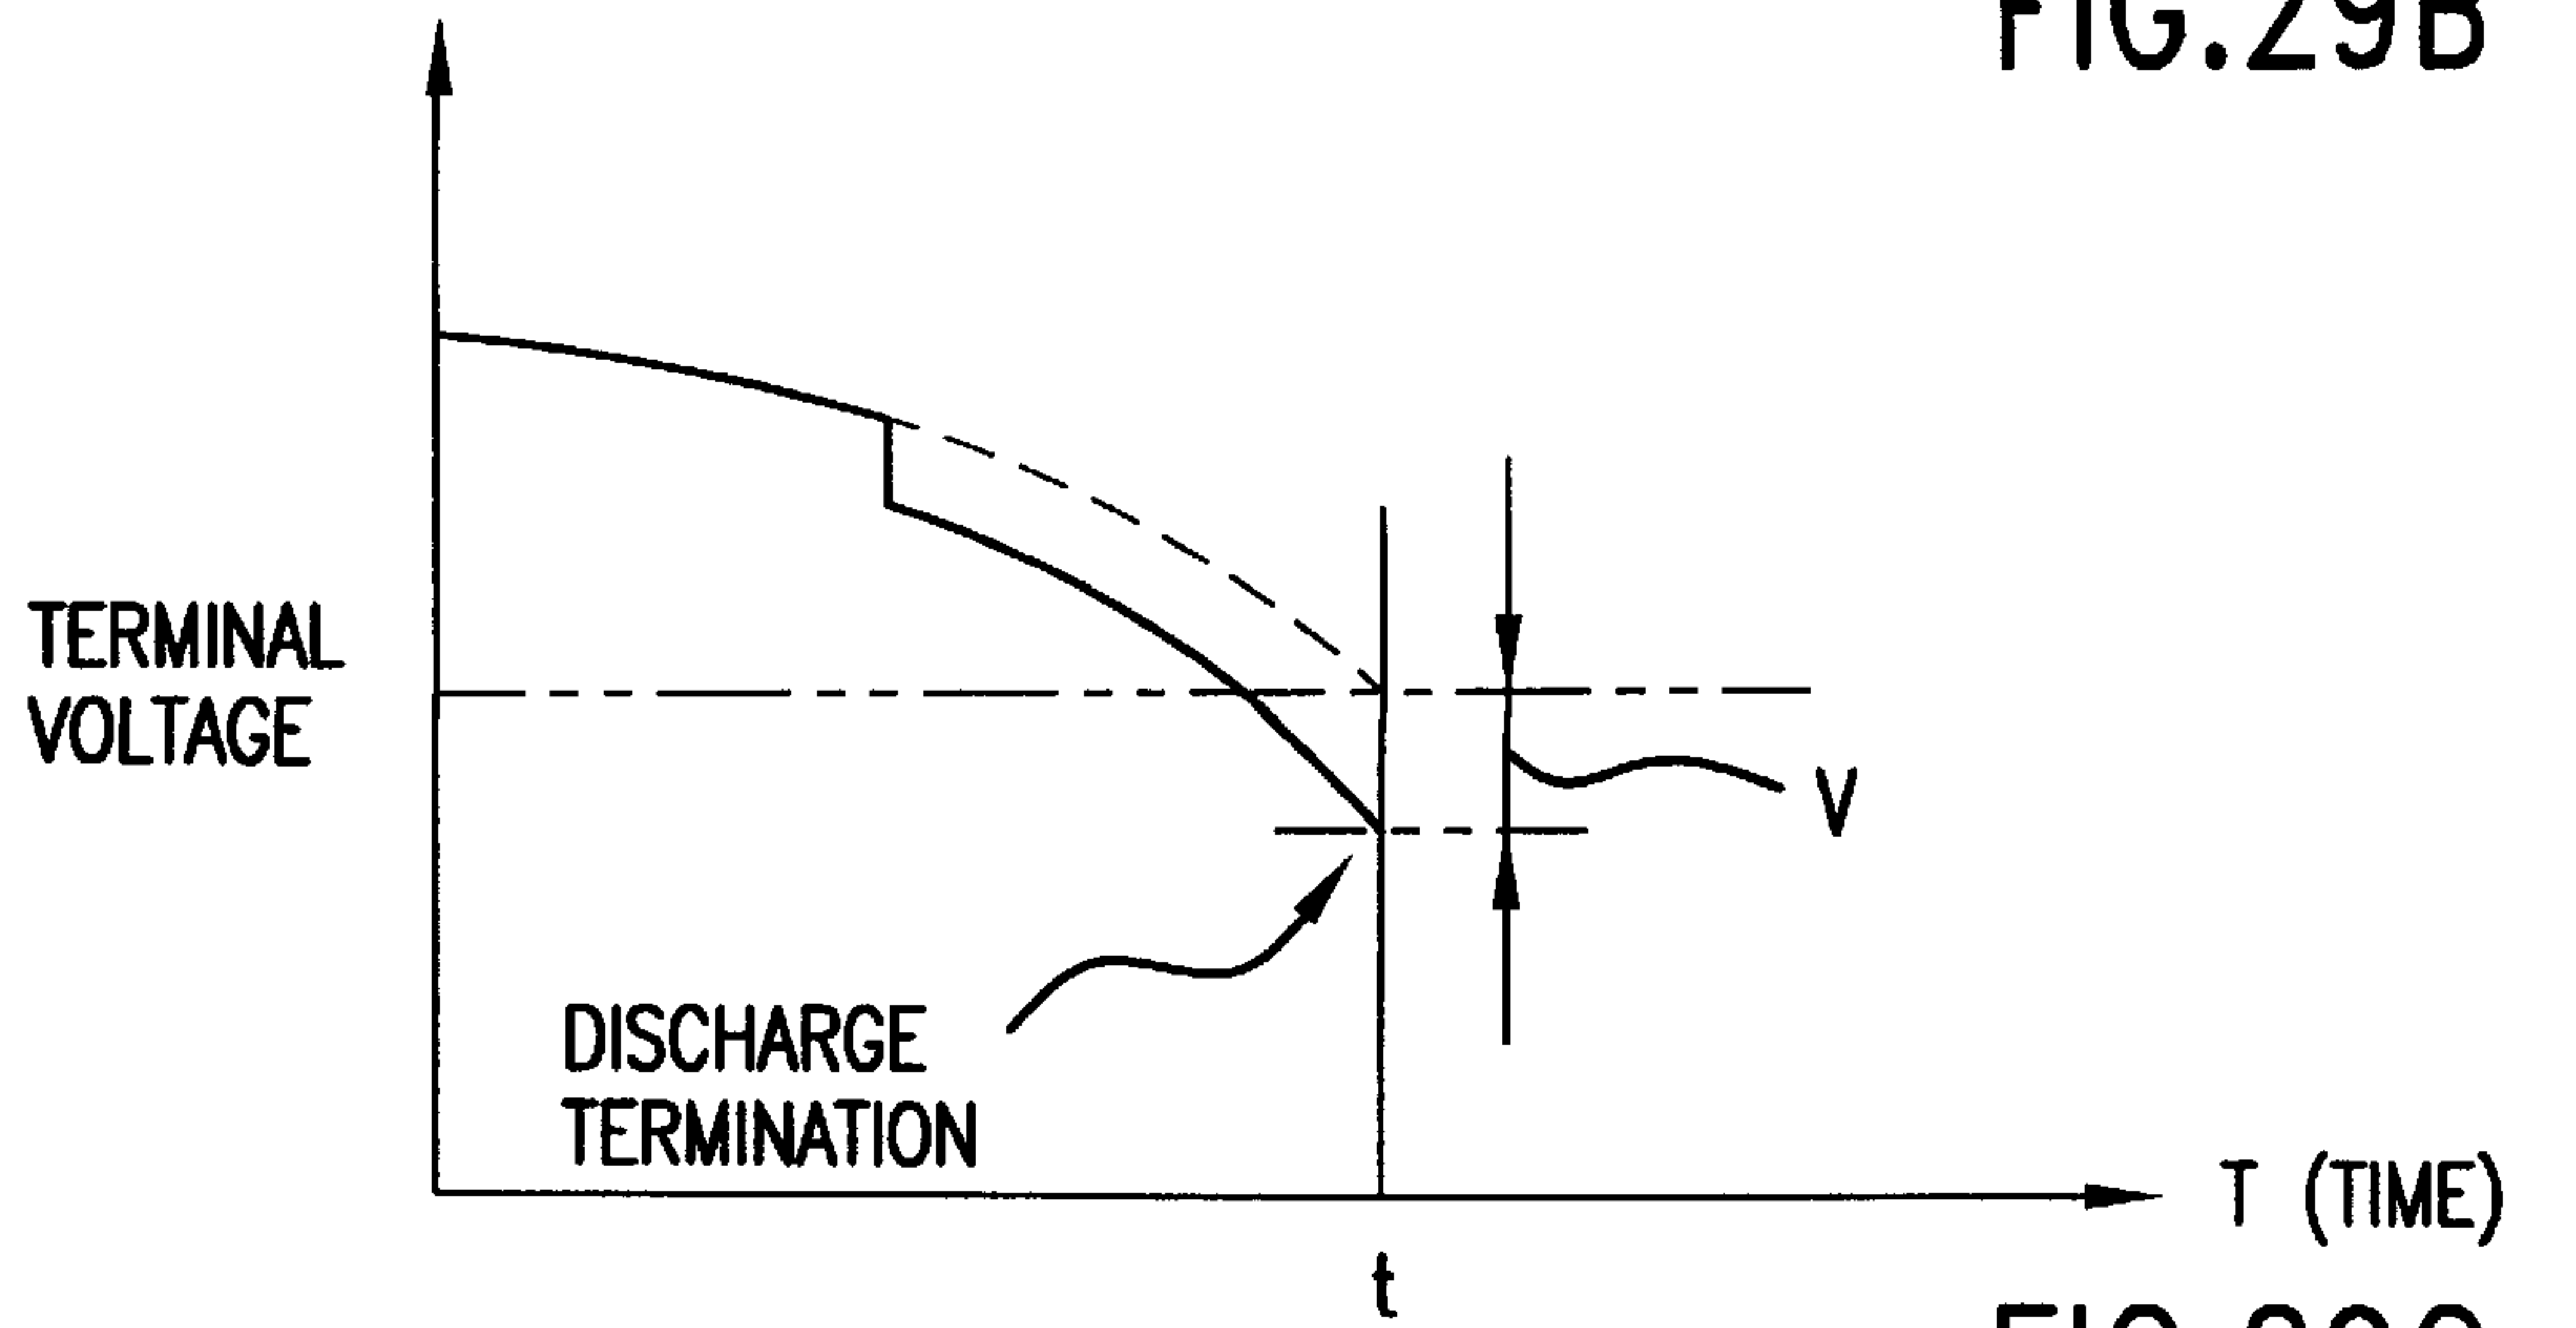 FIG.29B
TERMINAL
VOLTAGE
V
DISCHARGE
TERMINATION
T (TIME)
t